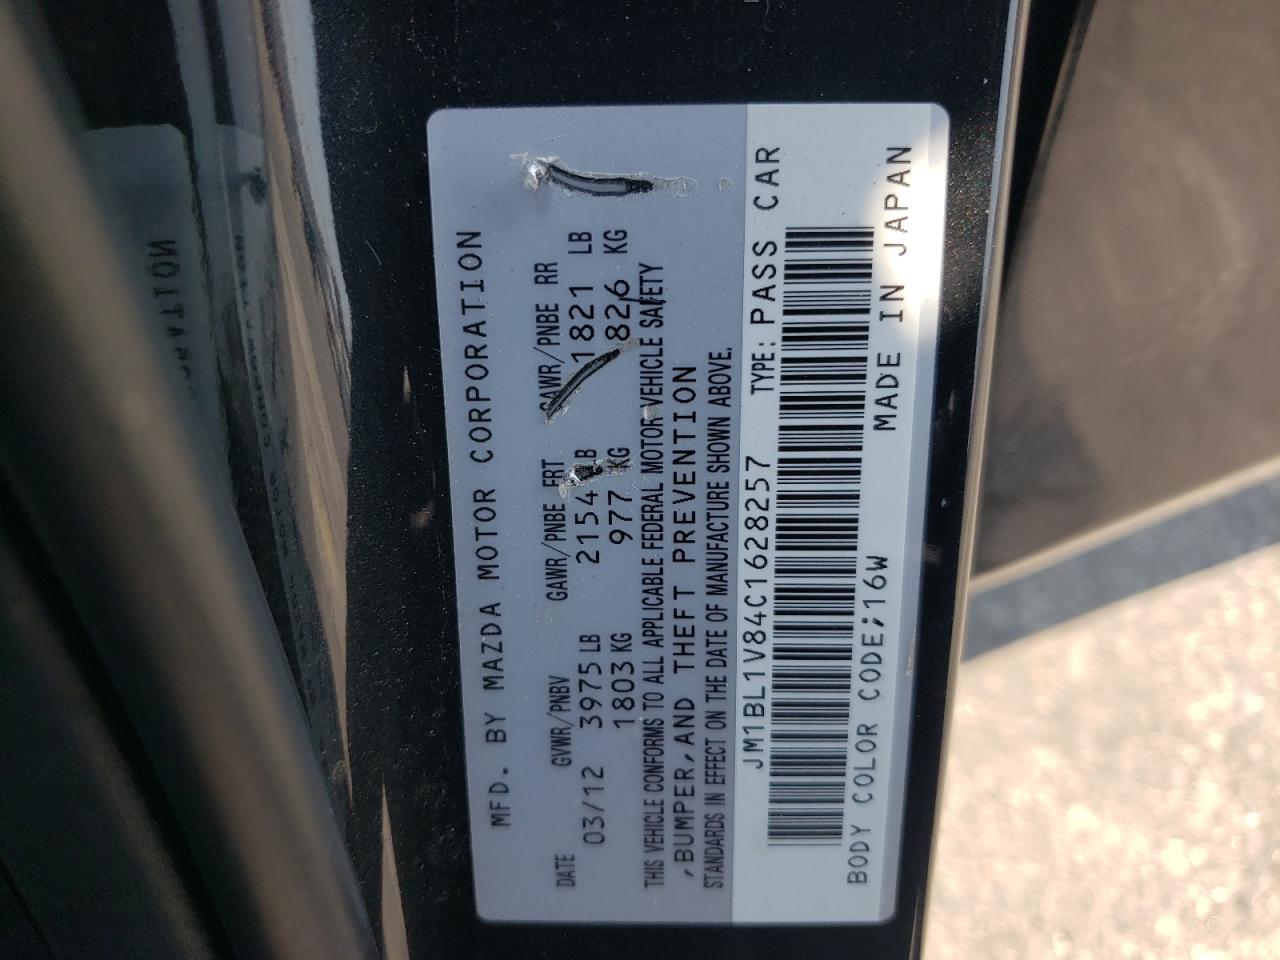 MFD. BY MAZDA MOTOR CORPORATION
DATE GVWR/PNBV GAWR/PNBE FRT GAWR/PNBE RR
03/12 3975 LB 2154 LB 1821 LB
1803 KG 977 KG 826 KG
THIS VEHICLE CONFORMS TO ALL APPLICABLE FEDERAL MOTOR VEHICLE SAFETY
,BUMPER,AND THEFT PREVENTION
STANDARDS IN EFFECT ON THE DATE OF MANUFACTURE SHOWN ABOVE.
JM1BL1V84C1628257 TYPE: PASS CAR
BODY COLOR CODE;16W MADE IN JAPAN